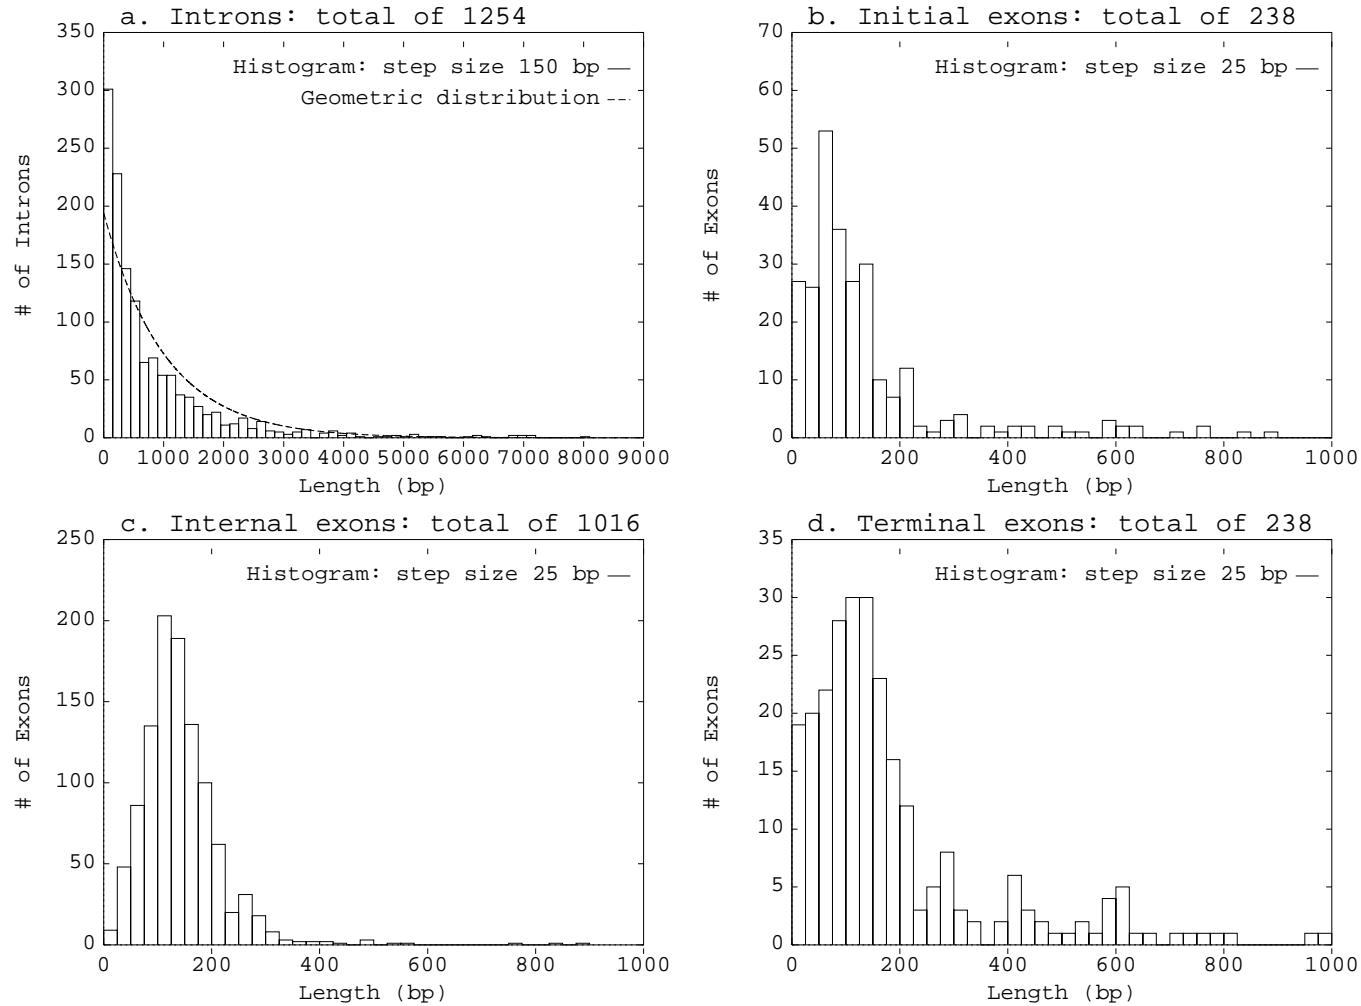 a. Introns: total of 1254
350
300
250
200
150
100
50
0
# of Introns
Histogram: step size 150 bp
Geometric distribution
0 1000 2000 3000 4000 5000 6000 7000 8000 9000
Length (bp)
b. Initial exons: total of 238
70
60
50
40
30
20
10
0
# of Exons
Histogram: step size 25 bp
0 200 400 600 800 1000
Length (bp)
c. Internal exons: total of 1016
250
200
150
100
50
0
# of Exons
Histogram: step size 25 bp
0 200 400 600 800 1000
Length (bp)
d. Terminal exons: total of 238
35
30
25
20
15
10
5
0
# of Exons
Histogram: step size 25 bp
0 200 400 600 800 1000
Length (bp)